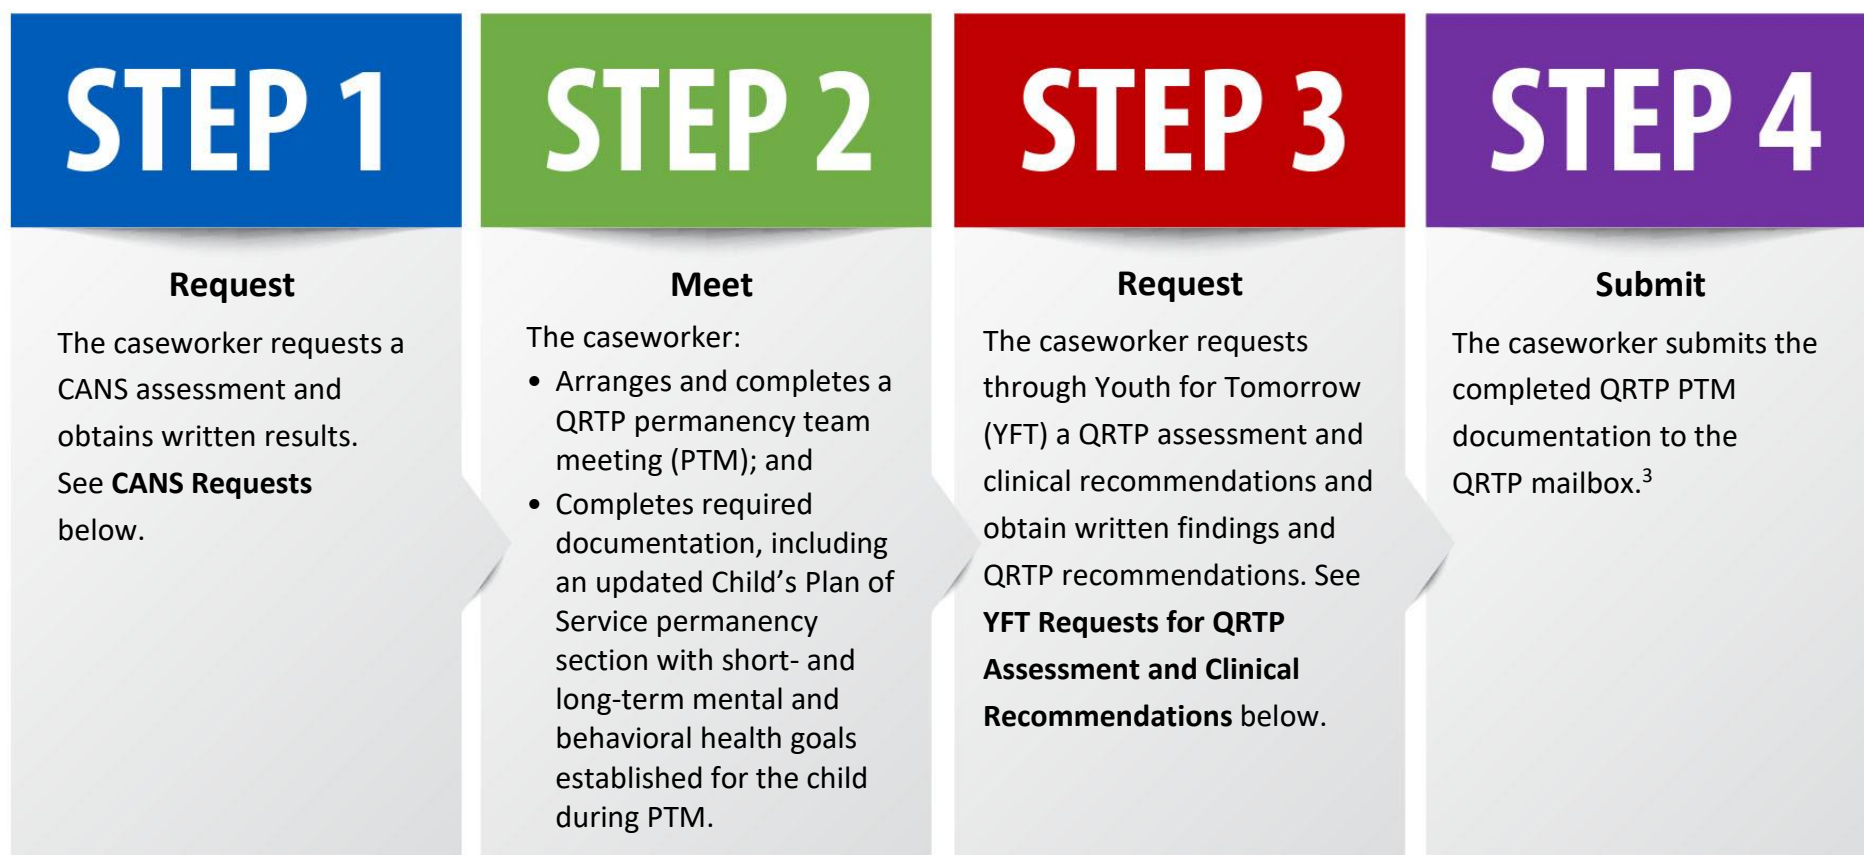 STEP 1
Request
The caseworker requests a
CANS assessment and
obtains written results.
See CANS Requests
below.
STEP 2
Meet
The caseworker:
• Arranges and completes a
QRTP permanency team
meeting (PTM); and
• Completes required
documentation, including
an updated Child’s Plan of
Service permanency
section with short- and
long-term mental and
behavioral health goals
established for the child
during PTM.
STEP 3
Request
The caseworker requests
through Youth for Tomorrow
(YFT) a QRTP assessment and
clinical recommendations and
obtain written findings and
QRTP recommendations. See
YFT Requests for QRTP
Assessment and Clinical
Recommendations below.
STEP 4
Submit
The caseworker submits the
completed QRTP PTM
documentation to the
QRTP mailbox.³